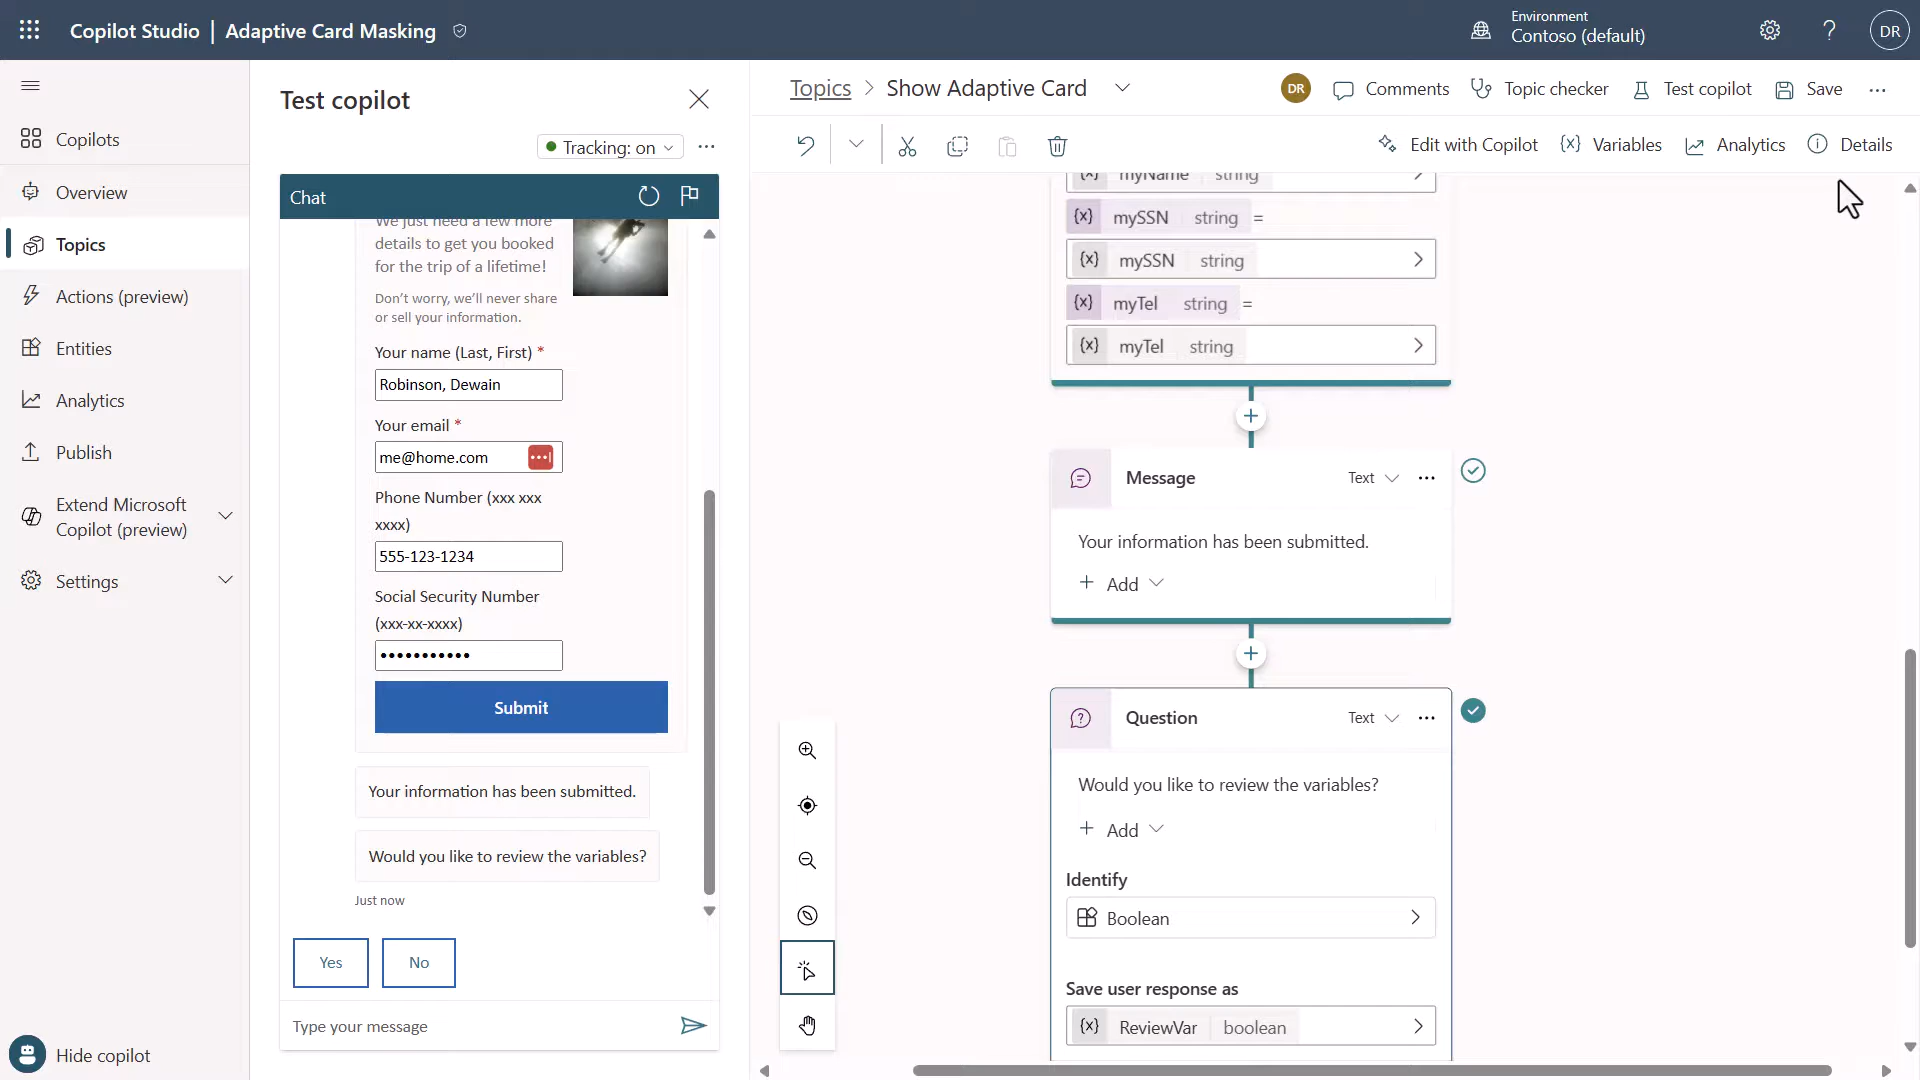 Copilot Studio | Adaptive Card Masking
Environment
Contoso (default)
DR
Copilots
Overview
Topics
Actions (preview)
Entities
Analytics
Publish
Extend Microsoft
Copilot (preview)
Settings
Hide copilot
Test copilot
Tracking: on
Chat
We just need a few more
details to get you booked
for the trip of a lifetime!
Don't worry, we'll never share
or sell your information.
Your name (Last, First) *
Robinson, Dewain
Your email *
me@home.com
Phone Number (xxx xxx
xxxx)
555-123-1234
Social Security Number
(xxx-xx-xxxx)
•••••••••••
Submit
Your information has been submitted.
Would you like to review the variables?
Just now
Yes
No
Type your message
Topics > Show Adaptive Card
DR
Comments
Topic checker
Test copilot
Save
Edit with Copilot
{x} Variables
Analytics
Details
{x} myName string
{x} mySSN string =
{x} mySSN string
{x} myTel string =
{x} myTel string
Message
Text
Your information has been submitted.
+ Add
Question
Text
Would you like to review the variables?
+ Add
Identify
Boolean
Save user response as
{x} ReviewVar boolean